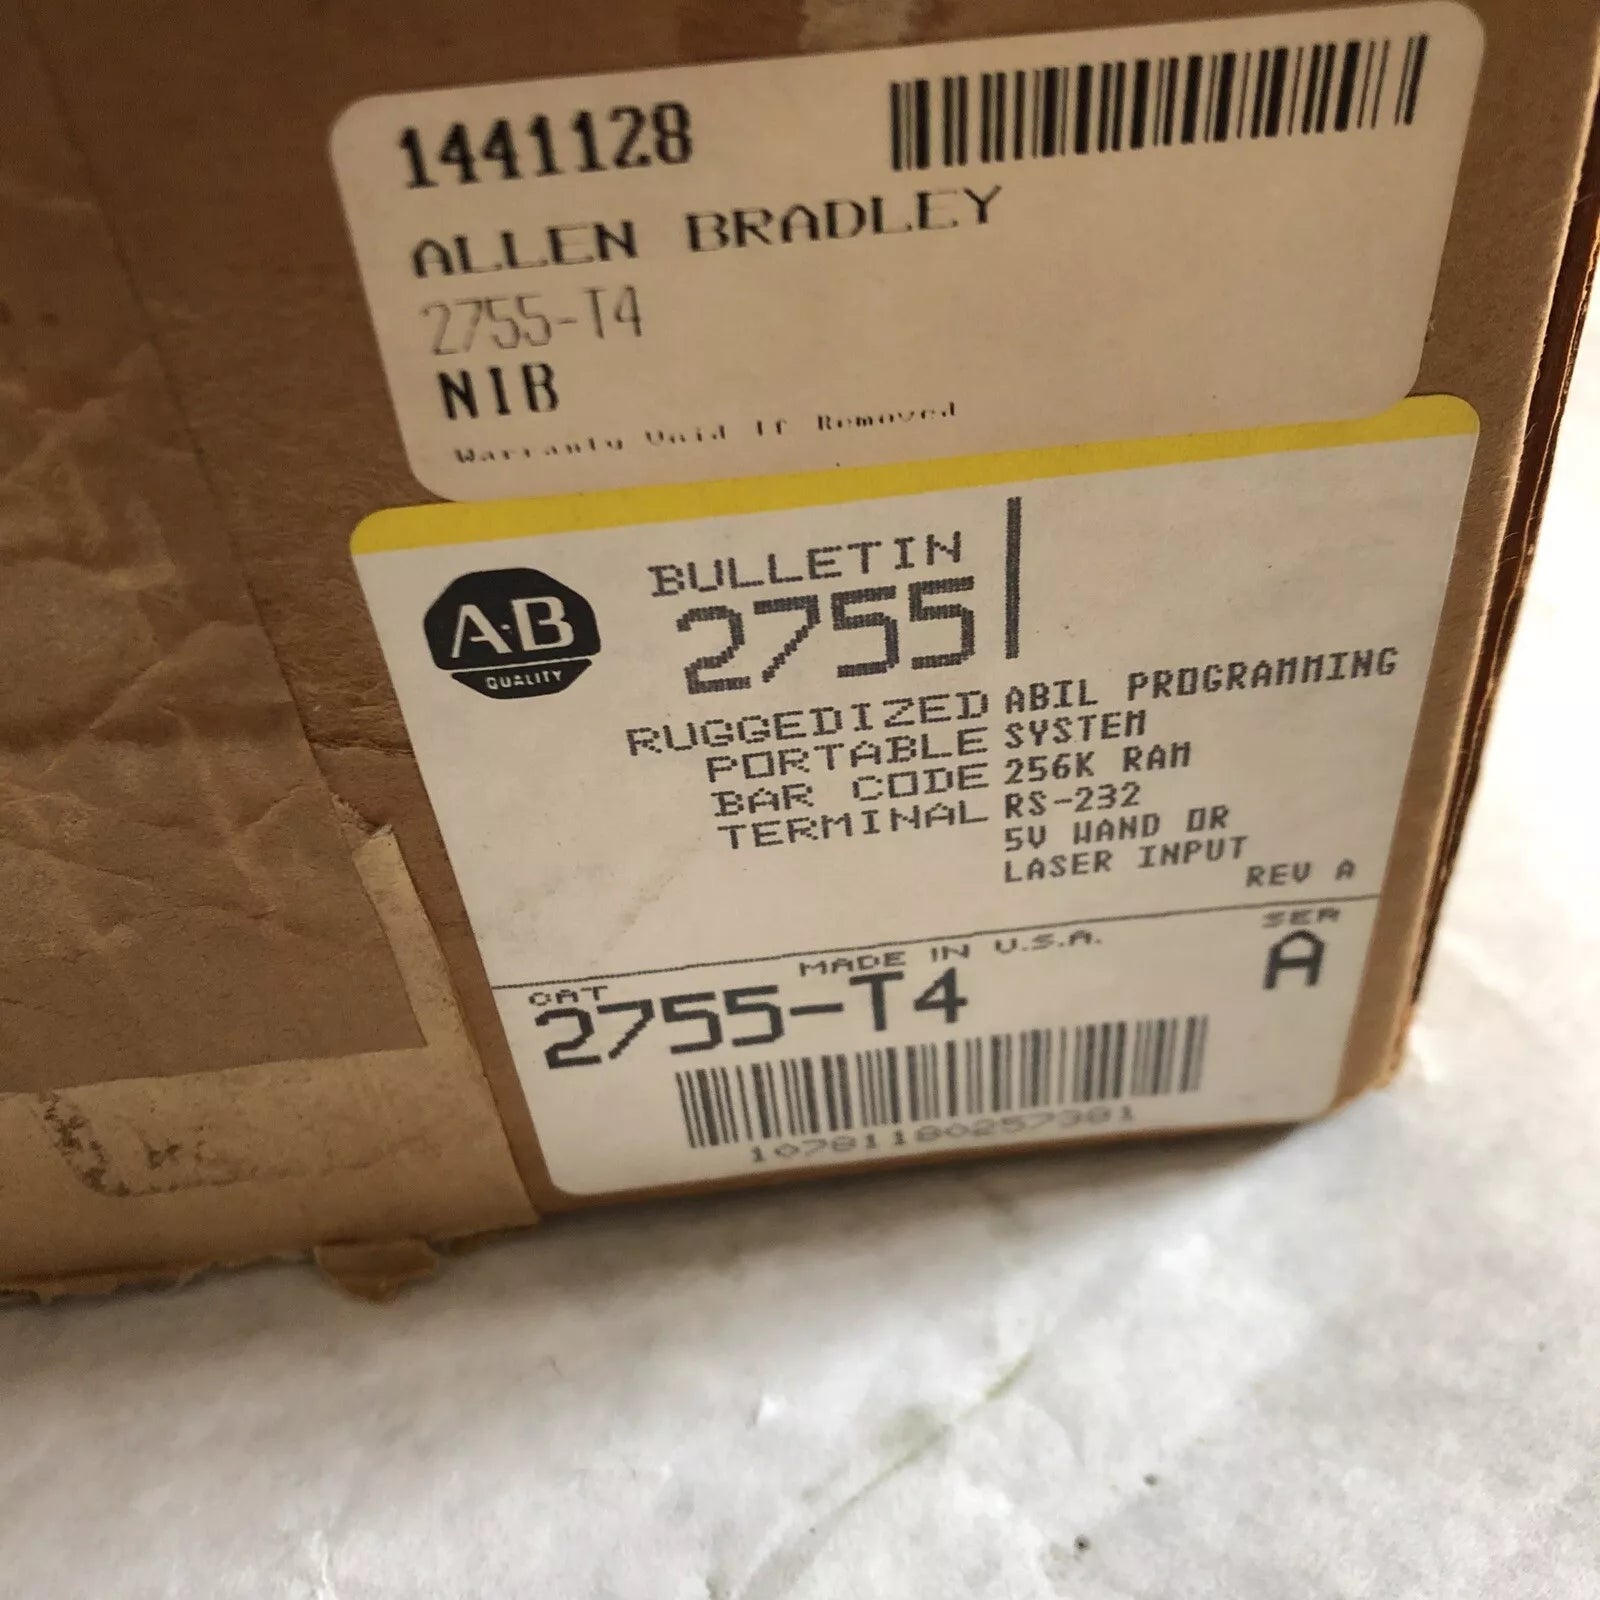 1441128
ALLEN BRADLEY
2755-T4
NIB
Warranty Void If Removed
A·B
QUALITY
BULLETIN
2755
RUGGEDIZED
PORTABLE
BAR CODE
TERMINAL
ABIL PROGRAMMING
SYSTEM
256K RAM
RS-232
5V WAND OR
LASER INPUT
REV A
MADE IN U.S.A.
SER
A
CAT
2755-T4
10781180257381